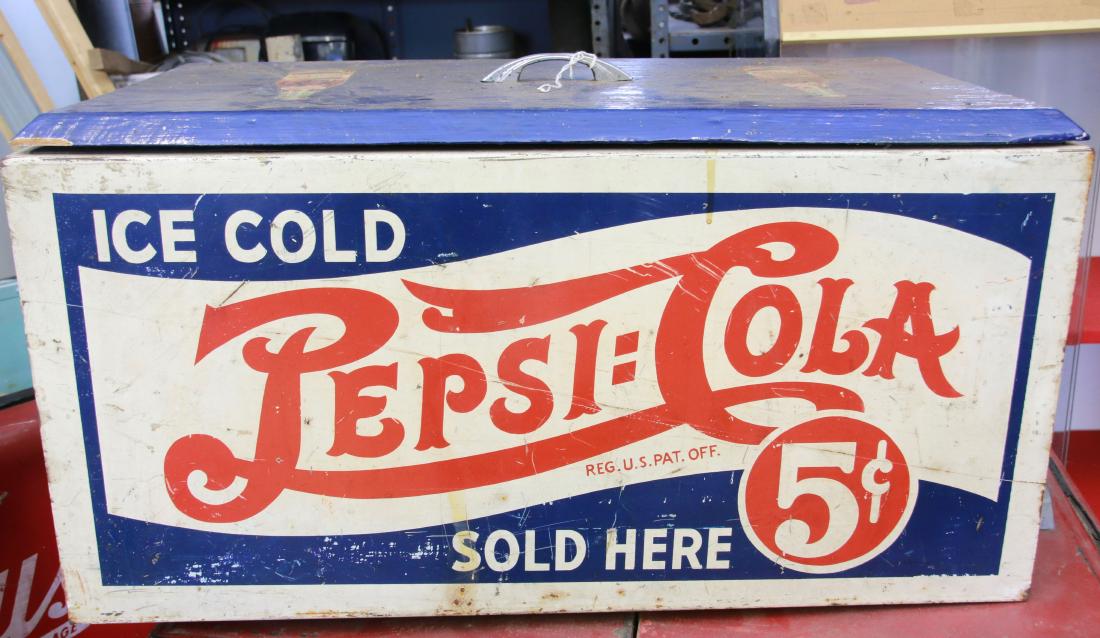 ICE COLD
PEPSI:COLA
REG. U.S. PAT. OFF.
5¢
SOLD HERE